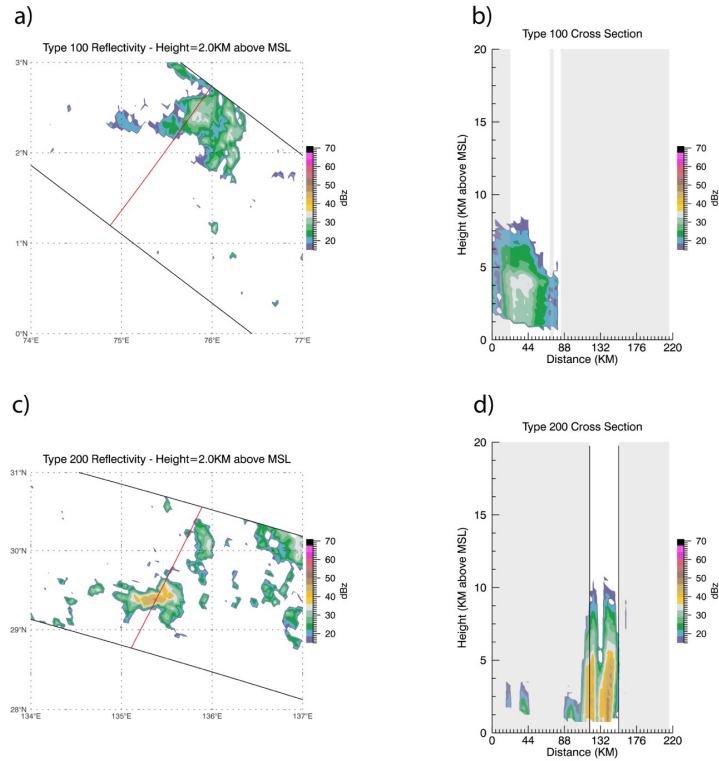 a)
Type 100 Reflectivity - Height=2.0KM above MSL
3°N
2°N
1°N
0°N
74°E
75°E
76°E
77°E
70
60
50
40
30
20
dBz
b)
Type 100 Cross Section
20
15
10
5
0
Height (KM above MSL)
0
44
88
132
176
220
Distance (KM)
70
60
50
40
30
20
dBz
c)
Type 200 Reflectivity - Height=2.0KM above MSL
31°N
30°N
29°N
28°N
134°E
135°E
136°E
137°E
70
60
50
40
30
20
dBz
d)
Type 200 Cross Section
20
15
10
5
0
Height (KM above MSL)
0
44
88
132
176
220
Distance (KM)
70
60
50
40
30
20
dBz